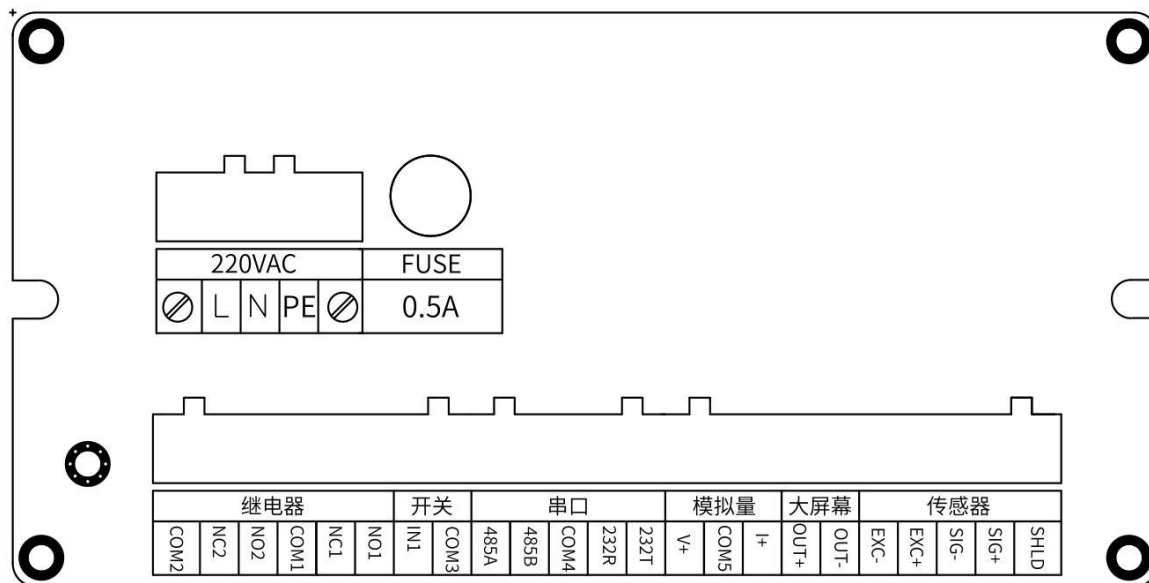 220VAC FUSE
L N PE 0.5A
继电器 开关 串口 模拟量 大屏幕 传感器
COM2 NC2 NO2 COM1 NC1 NO1 IN1 COM3 485A 485B COM4 232R 232T V+ COM5 I+ OUT+ OUT- EXC- EXC+ SIG- SIG+ SHLD